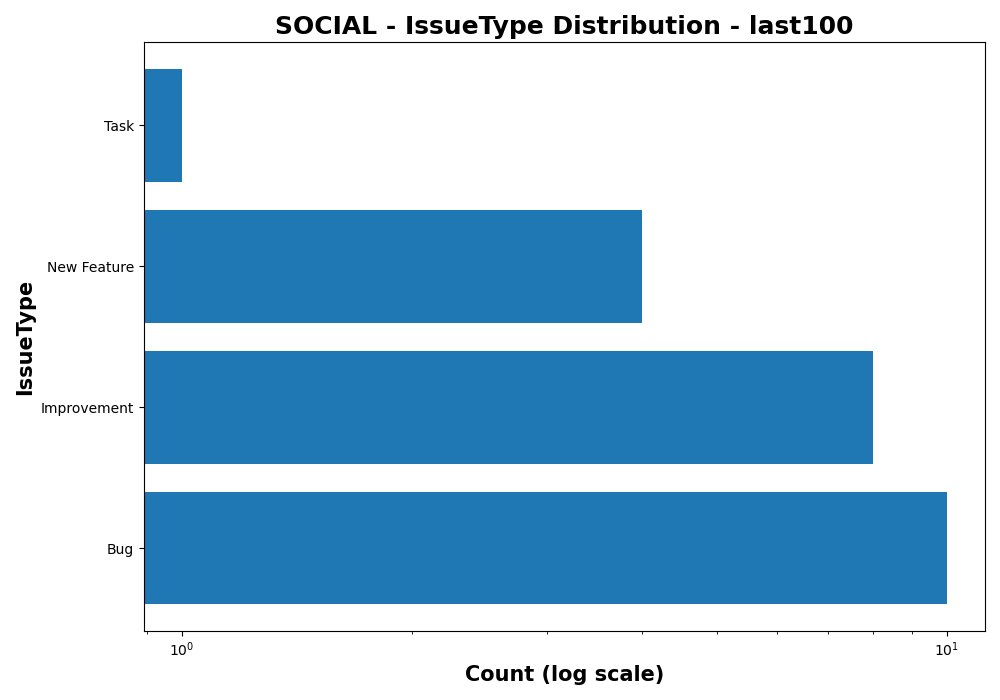 SOCIAL - IssueType Distribution - last100
IssueType
Task
New Feature
Improvement
Bug
10⁰
10¹
Count (log scale)